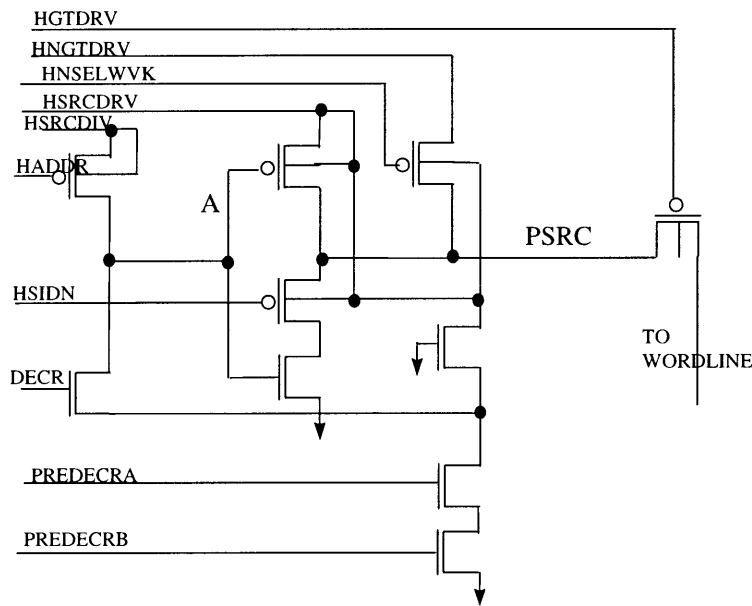 HGTDRV
HNGTDRV
HNSELWVK
HSRCDRV
HSRCDIV
HADDR
A
PSRC
HSIDN
TO
WORDLINE
DECR
PREDECRA
PREDECRB